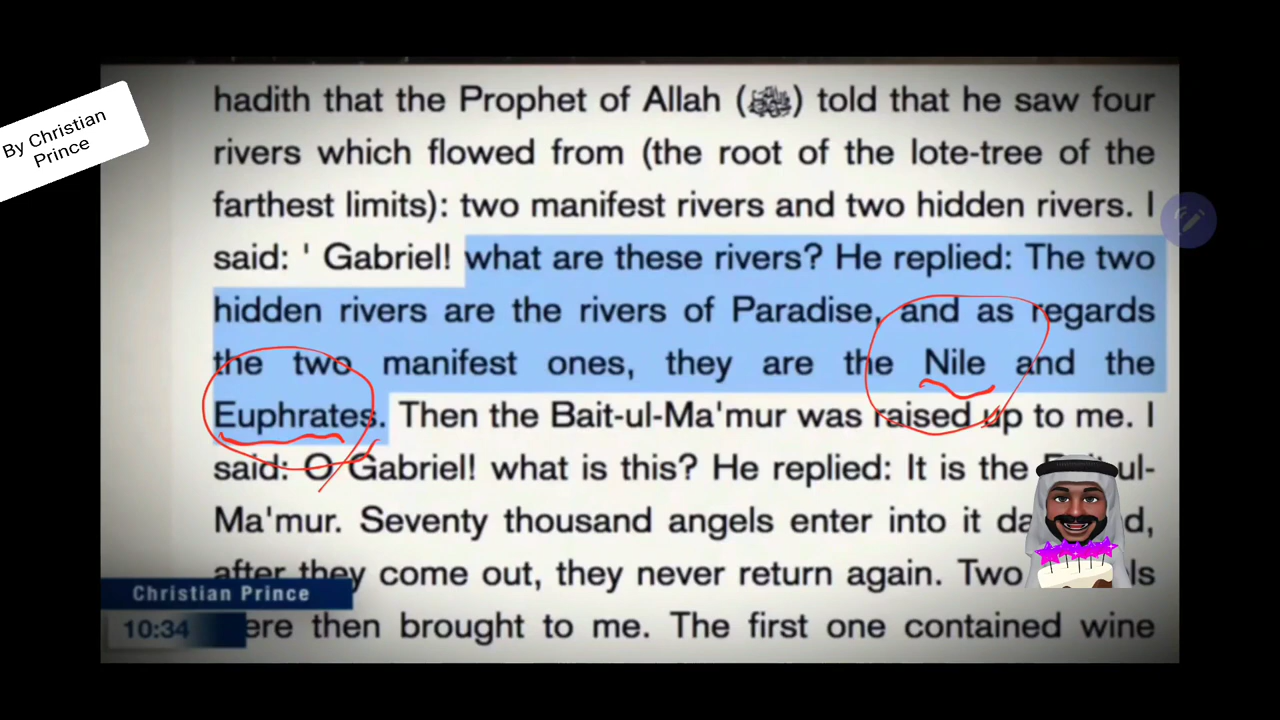 By Christian
Prince
hadith that the Prophet of Allah (ﷺ) told that he saw four
rivers which flowed from (the root of the lote-tree of the
farthest limits): two manifest rivers and two hidden rivers. I
said: ' Gabriel! what are these rivers? He replied: The two
hidden rivers are the rivers of Paradise, and as regards
the two manifest ones, they are the Nile and the
Euphrates. Then the Bait-ul-Ma'mur was raised up to me. I
said: O Gabriel! what is this? He replied: It is the ul-
Ma'mur. Seventy thousand angels enter into it
after they come out, they never return again. Two
then brought to me. The first one contained wine
Christian Prince
10:34